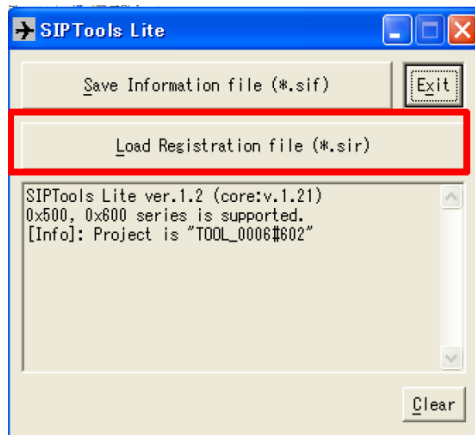 SIPTools Lite
Save Information file (*.sif)
Exit
Load Registration file (*.sir)
SIPTools Lite ver.1.2 (core:v.1.21)
0x500, 0x600 series is supported.
[Info]: Project is "TOOL_0006#602"
Clear